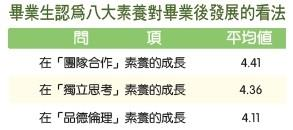 畢業生認爲八大素養對畢業後發展的看法
問 項 平均值
在「團隊合作」素養的成長 4.41
在「獨立思考」素養的成長 4.36
在「品德倫理」素養的成長 4.11